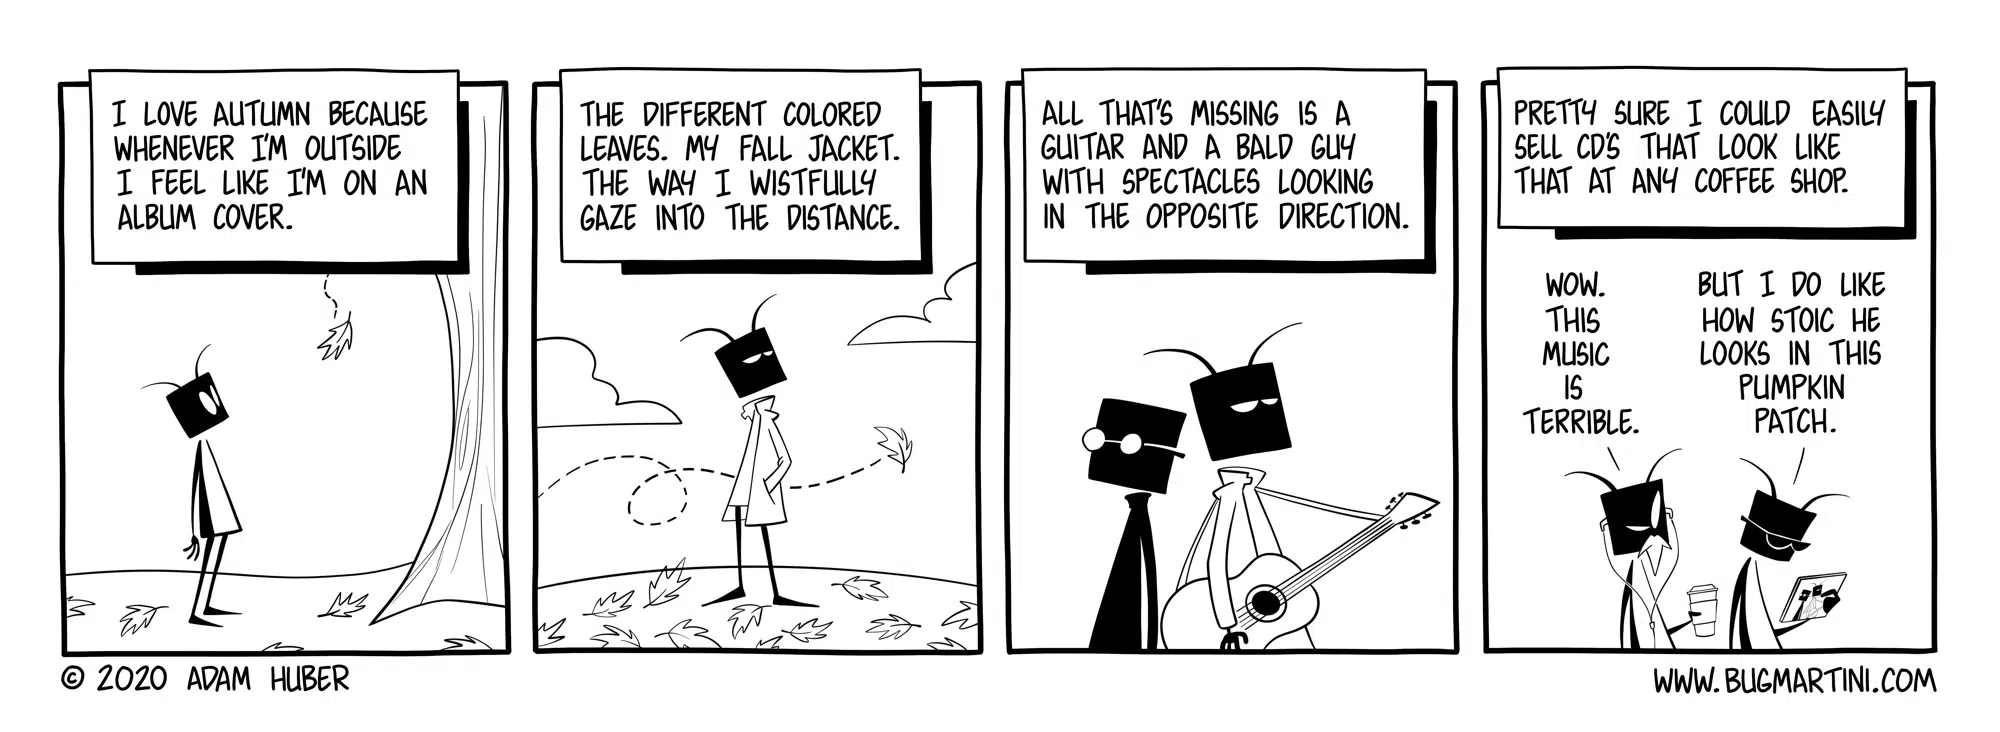 I LOVE AUTUMN BECAUSE
WHENEVER I'M OUTSIDE
I FEEL LIKE I'M ON AN
ALBUM COVER.
THE DIFFERENT COLORED
LEAVES. MY FALL JACKET.
THE WAY I WISTFULLY
GAZE INTO THE DISTANCE.
ALL THAT'S MISSING IS A
GUITAR AND A BALD GUY
WITH SPECTACLES LOOKING
IN THE OPPOSITE DIRECTION.
PRETTY SURE I COULD EASILY
SELL CD'S THAT LOOK LIKE
THAT AT ANY COFFEE SHOP.
WOW.
THIS
MUSIC
IS
TERRIBLE.
BUT I DO LIKE
HOW STOIC HE
LOOKS IN THIS
PUMPKIN
PATCH.
© 2020 ADAM HUBER
WWW.BUGMARTINI.COM